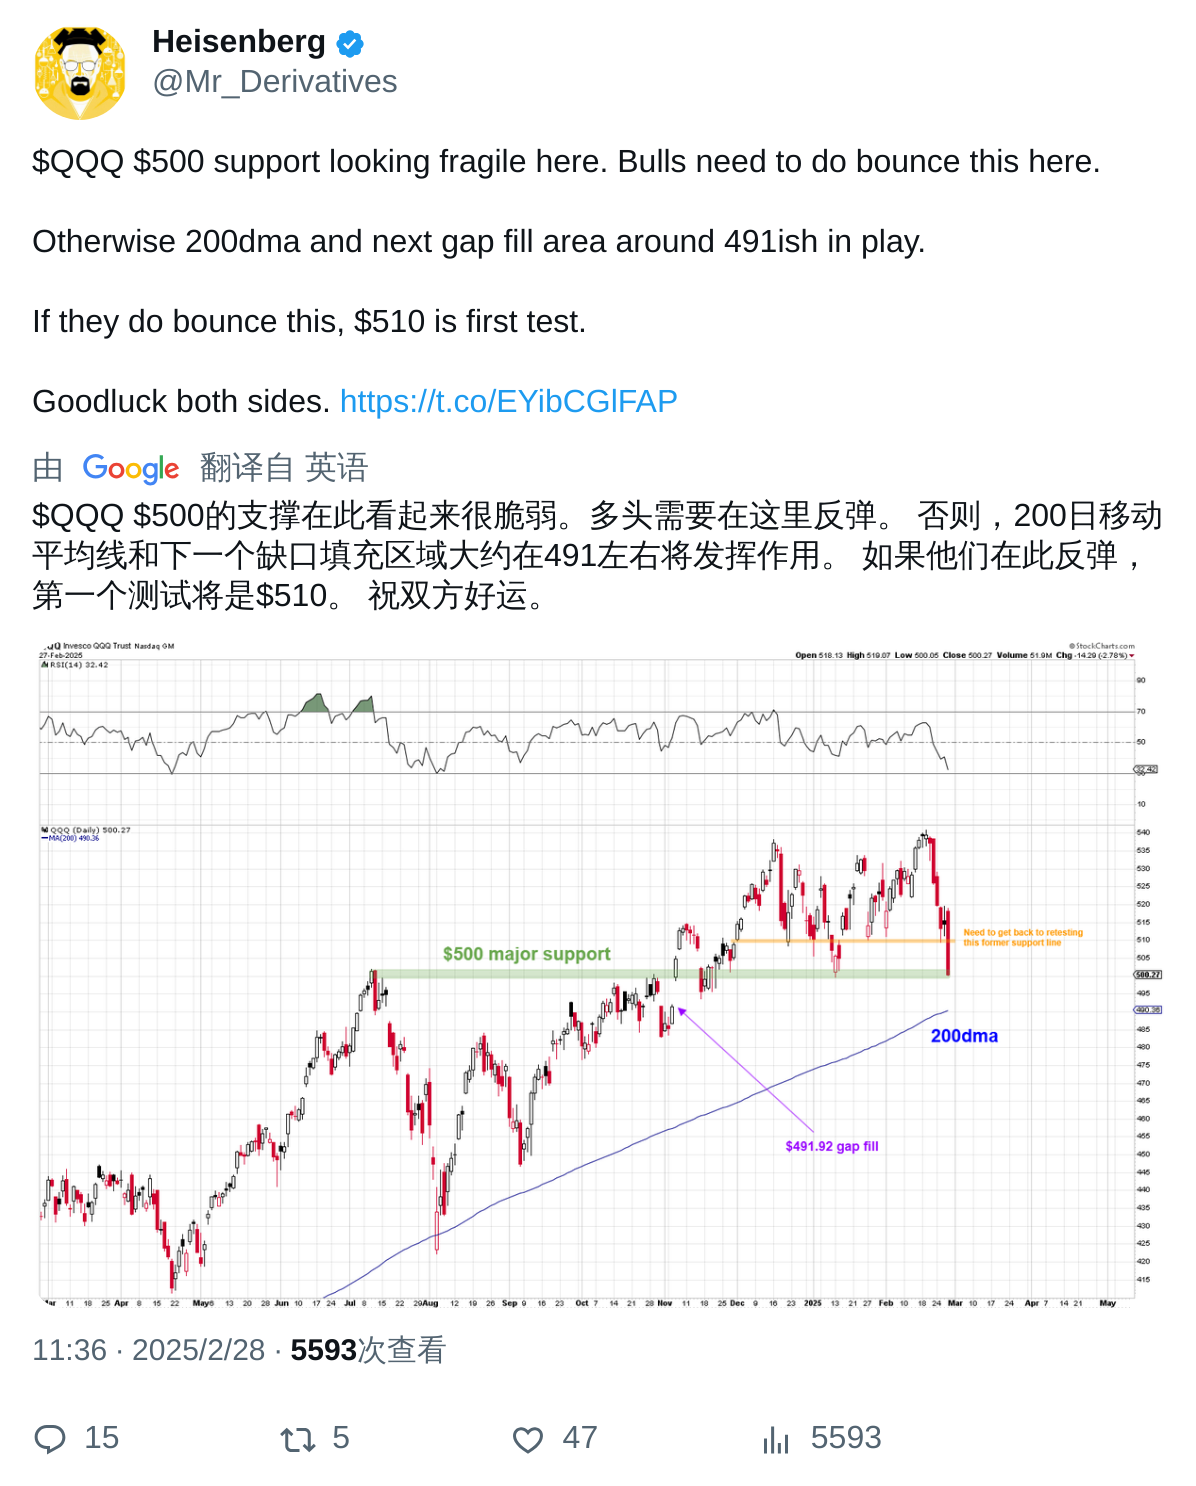 Heisenberg
@Mr_Derivatives
$QQQ $500 support looking fragile here. Bulls need to do bounce this here.
Otherwise 200dma and next gap fill area around 491ish in play.
If they do bounce this, $510 is first test.
Goodluck both sides. https://t.co/EYibCGlFAP
由 Google 翻译自 英语
$QQQ $500的支撑在此看起来很脆弱。多头需要在这里反弹。 否则，200日移动
平均线和下一个缺口填充区域大约在491左右将发挥作用。 如果他们在此反弹，
第一个测试将是$510。 祝双方好运。
Invesco QQQ Trust Nasdaq GM
©StockCharts.com
27-Feb-2025
Open 518.13 High 519.07 Low 500.05 Close 500.27 Volume 51.9M Chg -14.29 (-2.78%)
RSI(14) 32.42
90
70
50
32.42
10
QQQ (Daily) 500.27
MA(200) 490.36
540
535
530
525
520
515
510
505
500.27
495
490.36
485
480
475
470
465
460
455
450
445
440
435
430
425
420
415
Need to get back to retesting
this former support line
$500 major support
200dma
$491.92 gap fill
11 18 25 Apr 8 15 22 May6 13 20 28 Jun 10 17 24 Jul 8 15 22 29Aug 12 19 26 Sep 9 16 23 Oct 7 14 21 28 Nov 11 18 25 Dec 9 16 23 2025 13 21 27 Feb 10 18 24 Mar 10 17 24 Apr 7 14 21 May
11:36 · 2025/2/28 · 5593次查看
15 5 47 5593